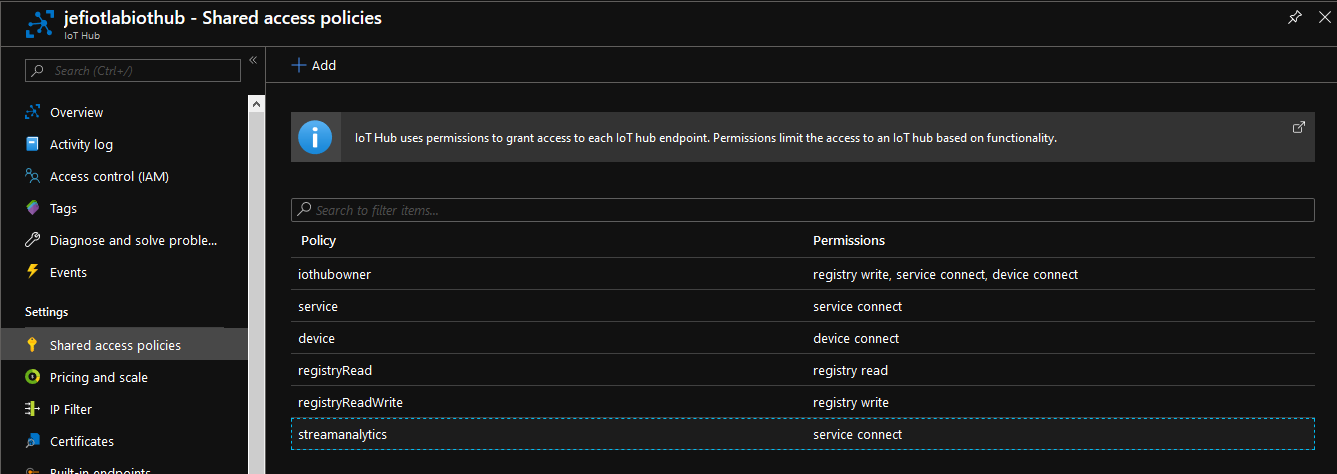 jefiotlabiothub - Shared access policies
IoT Hub
Search (Ctrl+/)
«
Overview
Activity log
Access control (IAM)
Tags
Diagnose and solve proble...
Events
Settings
Shared access policies
Pricing and scale
IP Filter
Certificates
Built-in endpoints
Add
IoT Hub uses permissions to grant access to each IoT hub endpoint. Permissions limit the access to an IoT hub based on functionality.
Search to filter items...
Policy Permissions
iothubowner registry write, service connect, device connect
service service connect
device device connect
registryRead registry read
registryReadWrite registry write
streamanalytics service connect